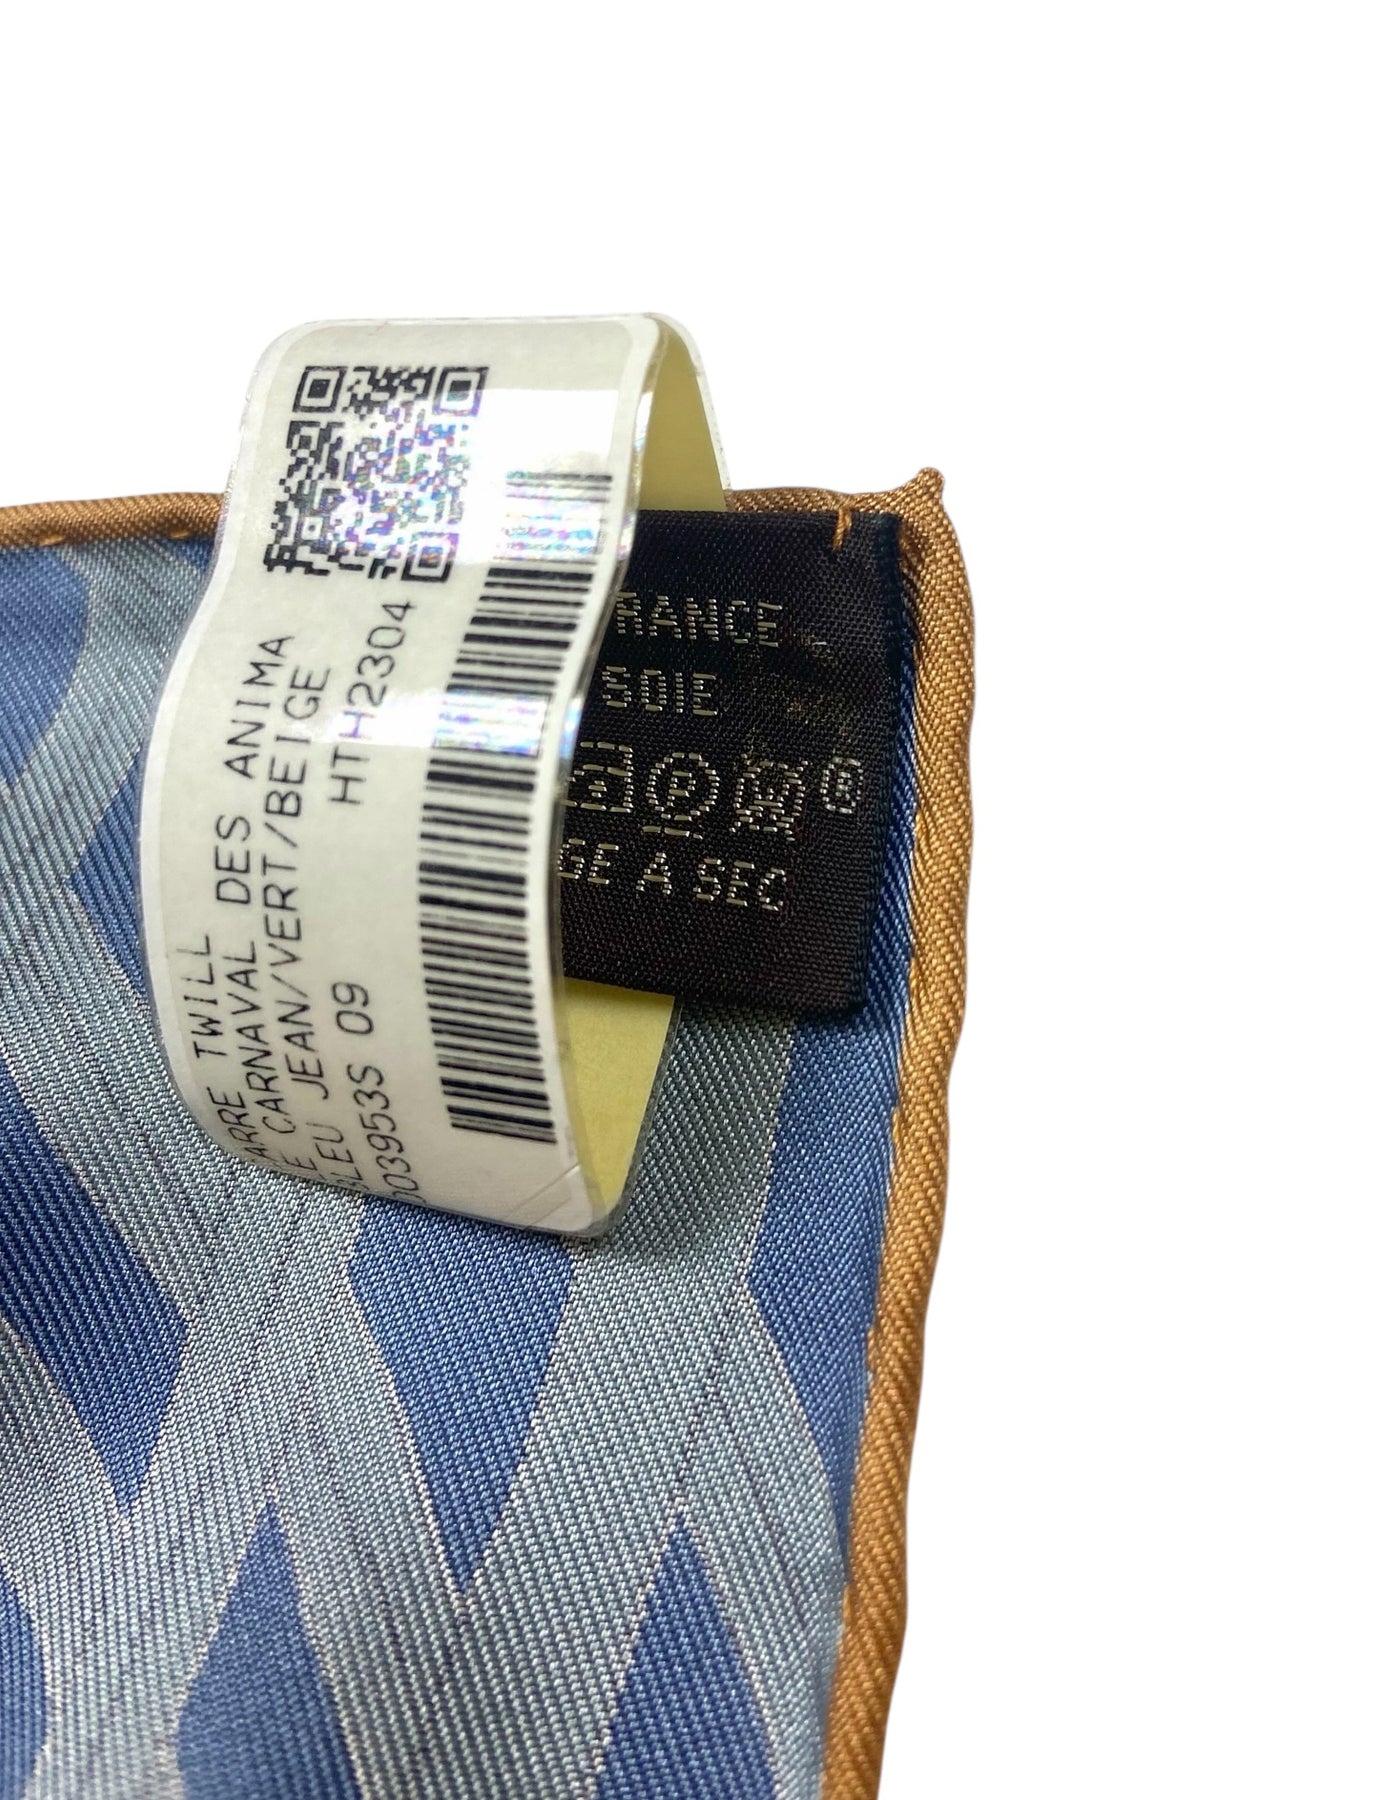 ARRE TWILL
E CARNAVAL DES ANIMA
LEU JEAN/VERT/BEIGE
003953S 09 HTH2304
RANCE
SOIE
GE A SEC